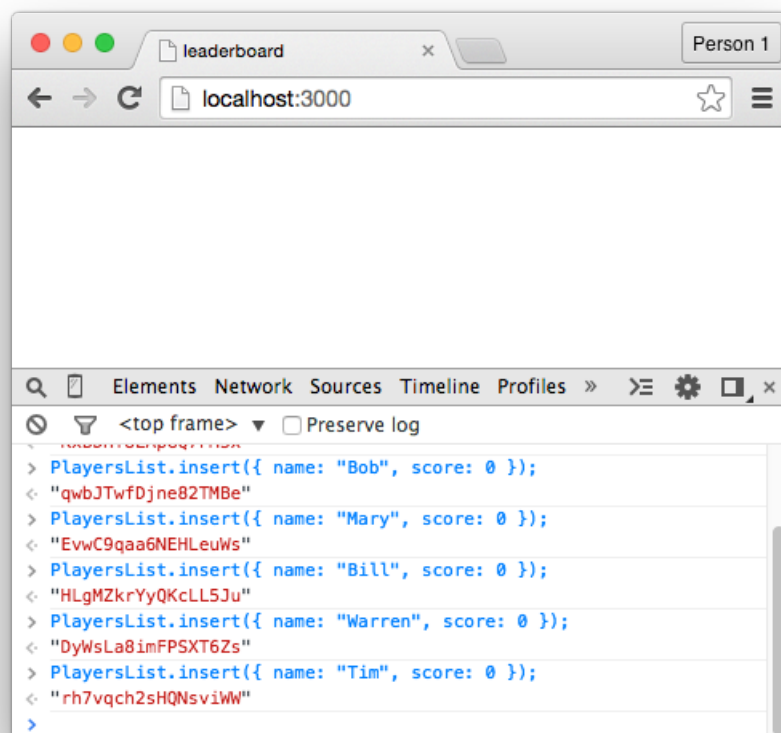 leaderboard
Person 1
localhost:3000
Elements Network Sources Timeline Profiles »
<top frame> ▼ Preserve log
> PlayersList.insert({ name: "Bob", score: 0 });
"qwbJTwfDjne82TMBe"
> PlayersList.insert({ name: "Mary", score: 0 });
"EvwC9qaa6NEHLeuWs"
> PlayersList.insert({ name: "Bill", score: 0 });
"HLgMZkrYyQKcLL5Ju"
> PlayersList.insert({ name: "Warren", score: 0 });
"DyWsLa8imFPSXT6Zs"
> PlayersList.insert({ name: "Tim", score: 0 });
"rh7vqch2sHQNsviWW"
>